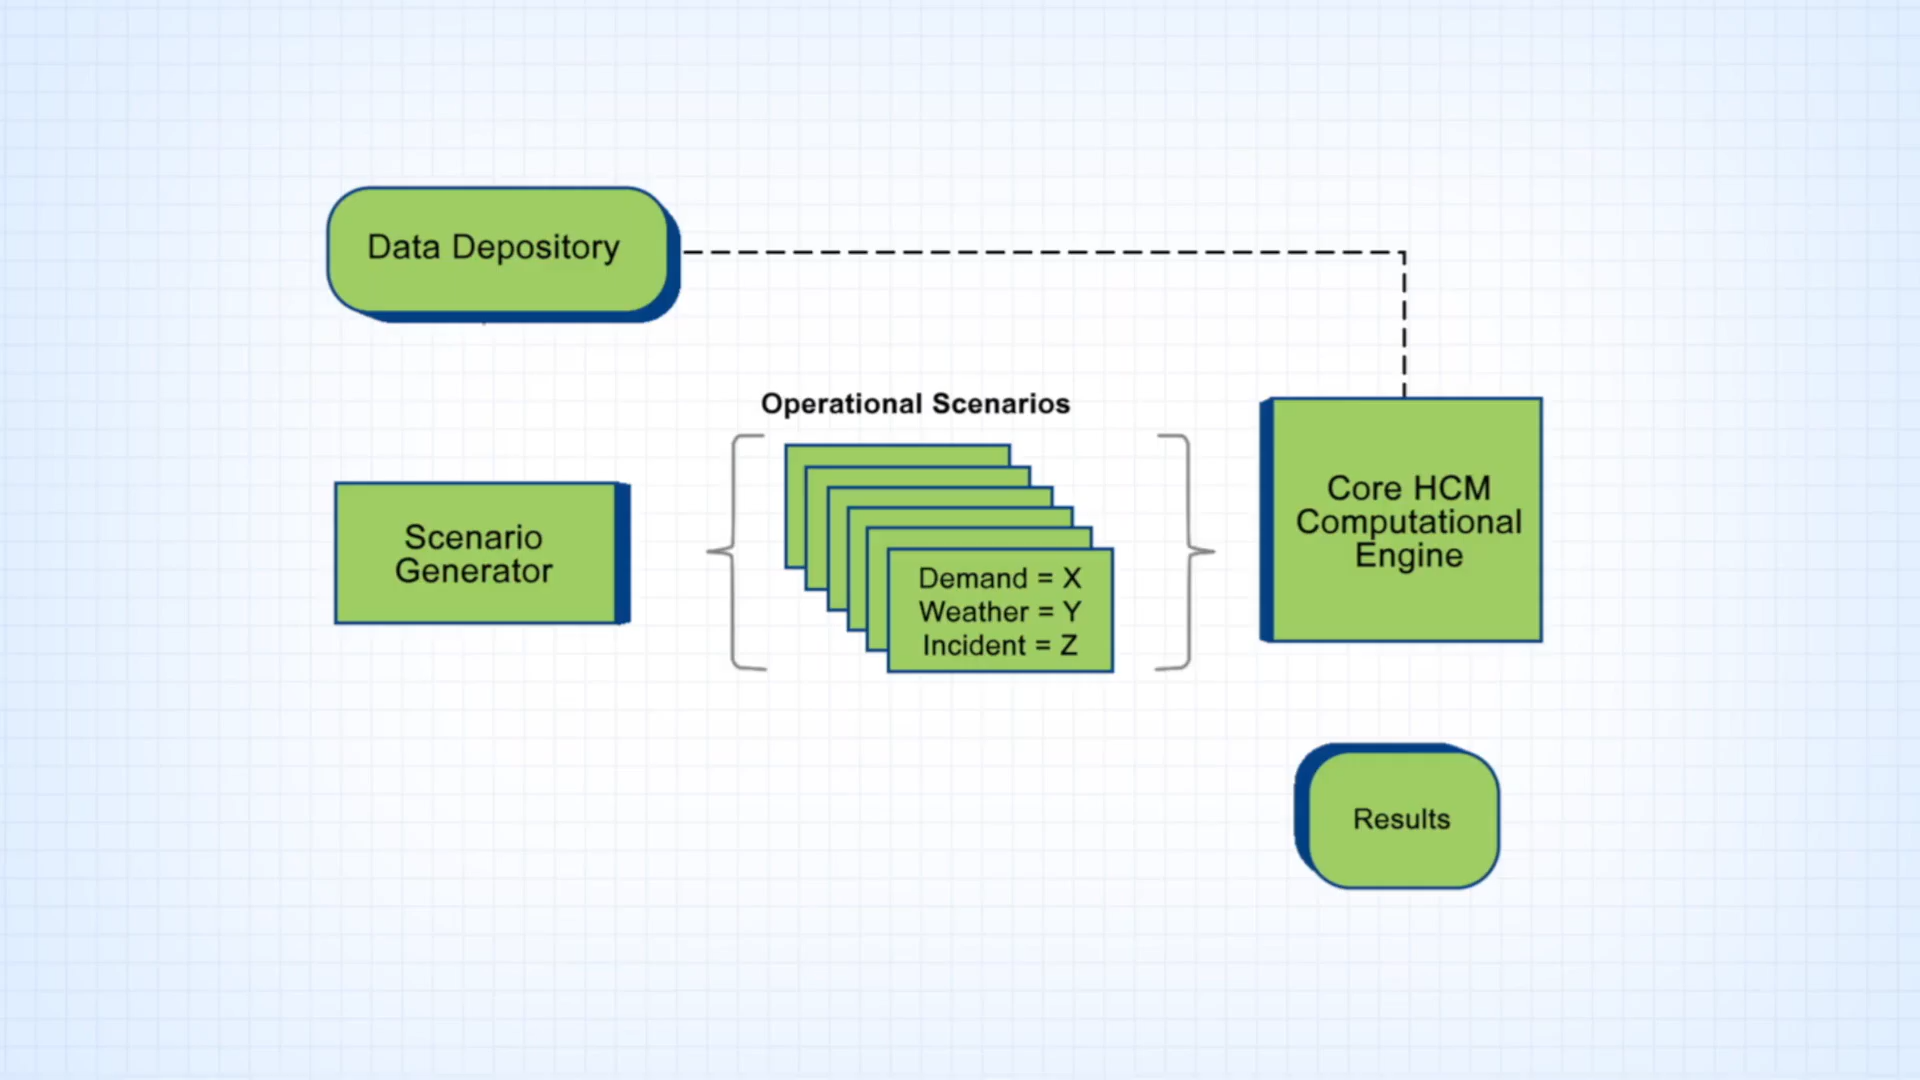 Data Depository
Operational Scenarios
Scenario
Generator
Demand = X
Weather = Y
Incident = Z
Core HCM
Computational
Engine
Results